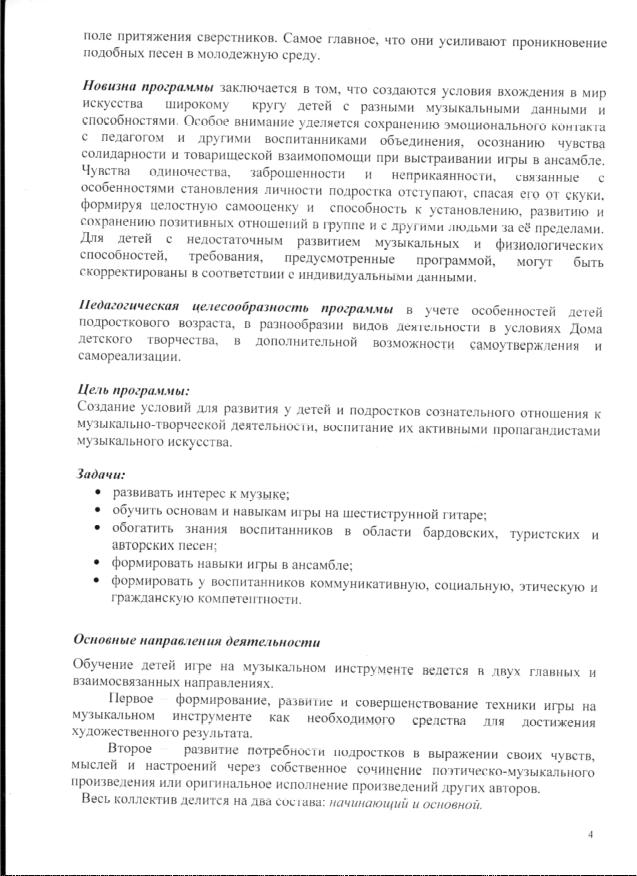 поле притяжения сверстников. Самое главное, что они усиливают проникновение
подобных песен в молодежную среду.
Новизна программы заключается в том, что создаются условия вхождения в мир
искусства широкому кругу детей с разными музыкальными данными и
способностями. Особое внимание уделяется сохранению эмоционального контакта
с педагогом и другими воспитанниками объединения, осознанию чувства
солидарности и товарищеской взаимопомощи при выстраивании игры в ансамбле.
Чувства одиночества, заброшенности и неприкаянности, связанные с
особенностями становления личности подростка отступают, спасая его от скуки,
формируя целостную самооценку и способность к установлению, развитию и
сохранению позитивных отношений в группе и с другими людьми за её пределами.
Для детей с недостаточным развитием музыкальных и физиологических
способностей, требования, предусмотренные программой, могут быть
скорректированы в соответствии с индивидуальными данными.
Педагогическая целесообразность программы в учете особенностей детей
подросткового возраста, в разнообразии видов деятельности в условиях Дома
детского творчества, в дополнительной возможности самоутверждения и
самореализации.
Цель программы:
Создание условий для развития у детей и подростков сознательного отношения к
музыкально-творческой деятельности, воспитание их активными пропагандистами
музыкального искусства.
Задачи:
• развивать интерес к музыке;
• обучить основам и навыкам игры на шестиструнной гитаре;
• обогатить знания воспитанников в области бардовских, туристских и
авторских песен;
• формировать навыки игры в ансамбле;
• формировать у воспитанников коммуникативную, социальную, этическую и
гражданскую компетентности.
Основные направления деятельности
Обучение детей игре на музыкальном инструменте ведется в двух главных и
взаимосвязанных направлениях.
Первое – формирование, развитие и совершенствование техники игры на
музыкальном инструменте как необходимого средства для достижения
художественного результата.
Второе – развитие потребности подростков в выражении своих чувств,
мыслей и настроений через собственное сочинение поэтическо-музыкального
произведения или оригинальное исполнение произведений других авторов.
Весь коллектив делится на два состава: начинающий и основной.
4